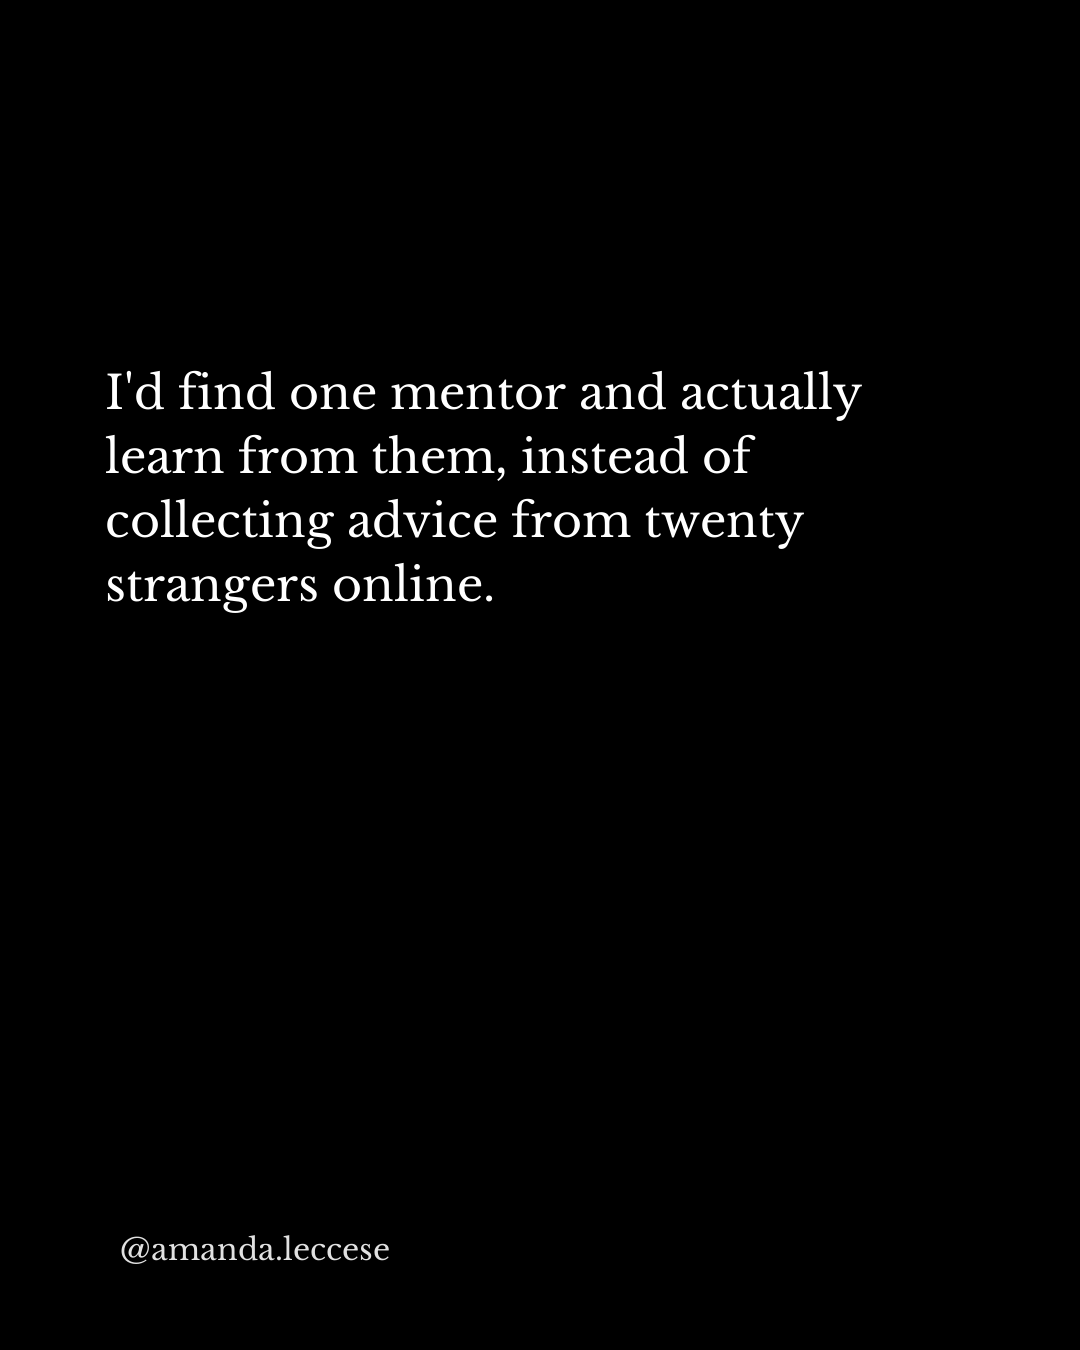 I'd find one mentor and actually
learn from them, instead of
collecting advice from twenty
strangers online.
@amanda.leccese